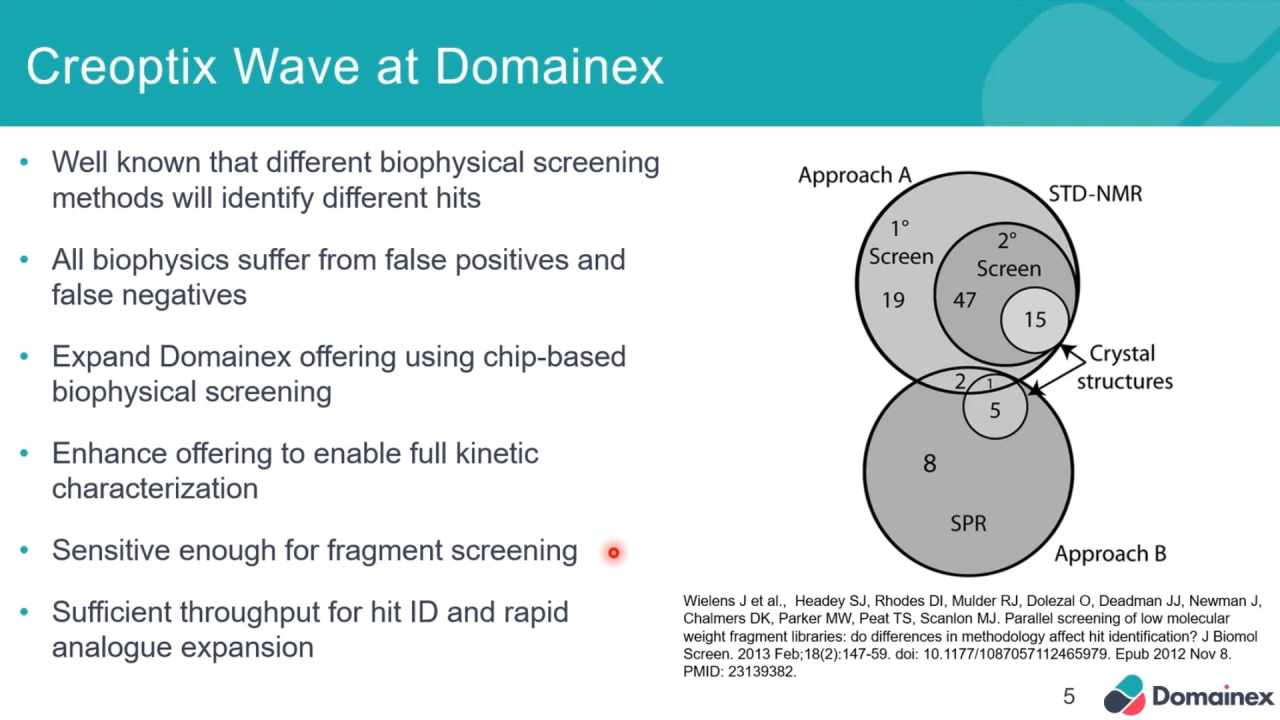 Creoptix Wave at Domainex
• Well known that different biophysical screening
methods will identify different hits
• All biophysics suffer from false positives and
false negatives
• Expand Domainex offering using chip-based
biophysical screening
• Enhance offering to enable full kinetic
characterization
• Sensitive enough for fragment screening
• Sufficient throughput for hit ID and rapid
analogue expansion
Approach A
STD-NMR
1°
Screen
19
2°
Screen
47
15
Crystal
structures
2
1
5
8
SPR
Approach B
Wielens J et al., Headey SJ, Rhodes DI, Mulder RJ, Dolezal O, Deadman JJ, Newman J,
Chalmers DK, Parker MW, Peat TS, Scanlon MJ. Parallel screening of low molecular
weight fragment libraries: do differences in methodology affect hit identification? J Biomol
Screen. 2013 Feb;18(2):147-59. doi: 10.1177/1087057112465979. Epub 2012 Nov 8.
PMID: 23139382.
5
Domainex